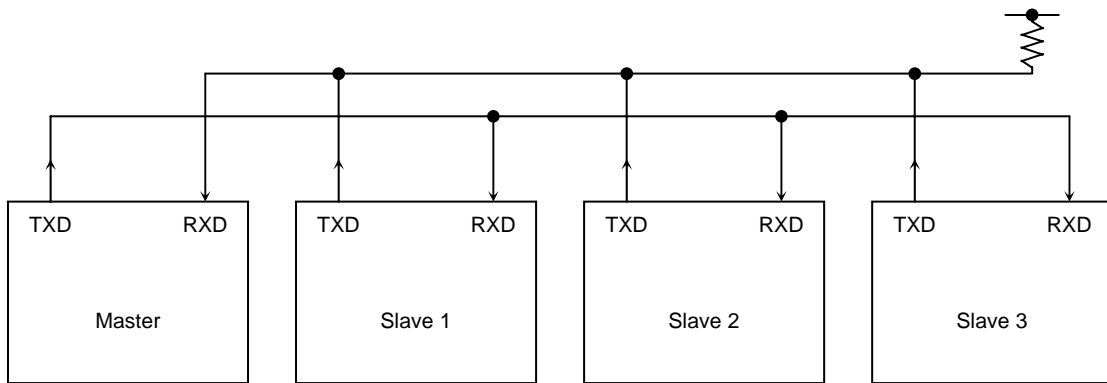 TXD RXD TXD RXD TXD RXD TXD RXD
Master Slave 1 Slave 2 Slave 3